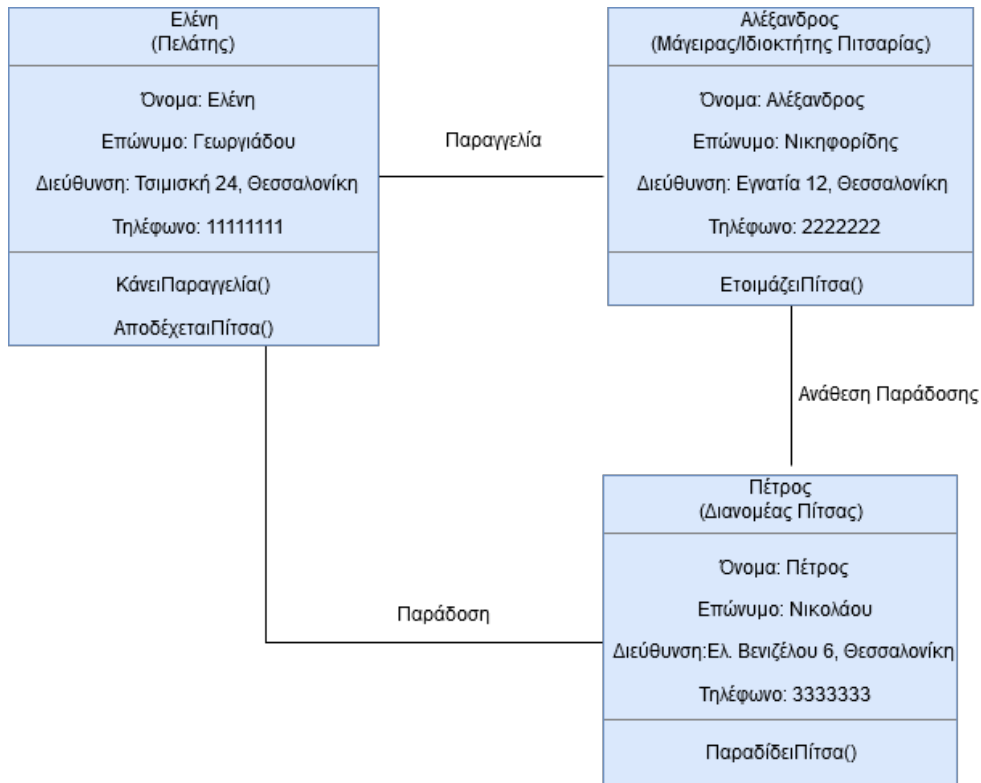 Ελένη
(Πελάτης)
Όνομα: Ελένη
Επώνυμο: Γεωργιάδου
Διεύθυνση: Τσιμισκή 24, Θεσσαλονίκη
Τηλέφωνο: 11111111
ΚάνειΠαραγγελία()
ΑποδέχεταιΠίτσα()
Παραγγελία
Αλέξανδρος
(Μάγειρας/Ιδιοκτήτης Πιτσαρίας)
Όνομα: Αλέξανδρος
Επώνυμο: Νικηφορίδης
Διεύθυνση: Εγνατία 12, Θεσσαλονίκη
Τηλέφωνο: 2222222
ΕτοιμάζειΠίτσα()
Ανάθεση Παράδοσης
Παράδοση
Πέτρος
(Διανομέας Πίτσας)
Όνομα: Πέτρος
Επώνυμο: Νικολάου
Διεύθυνση:Ελ. Βενιζέλου 6, Θεσσαλονίκη
Τηλέφωνο: 3333333
ΠαραδίδειΠίτσα()